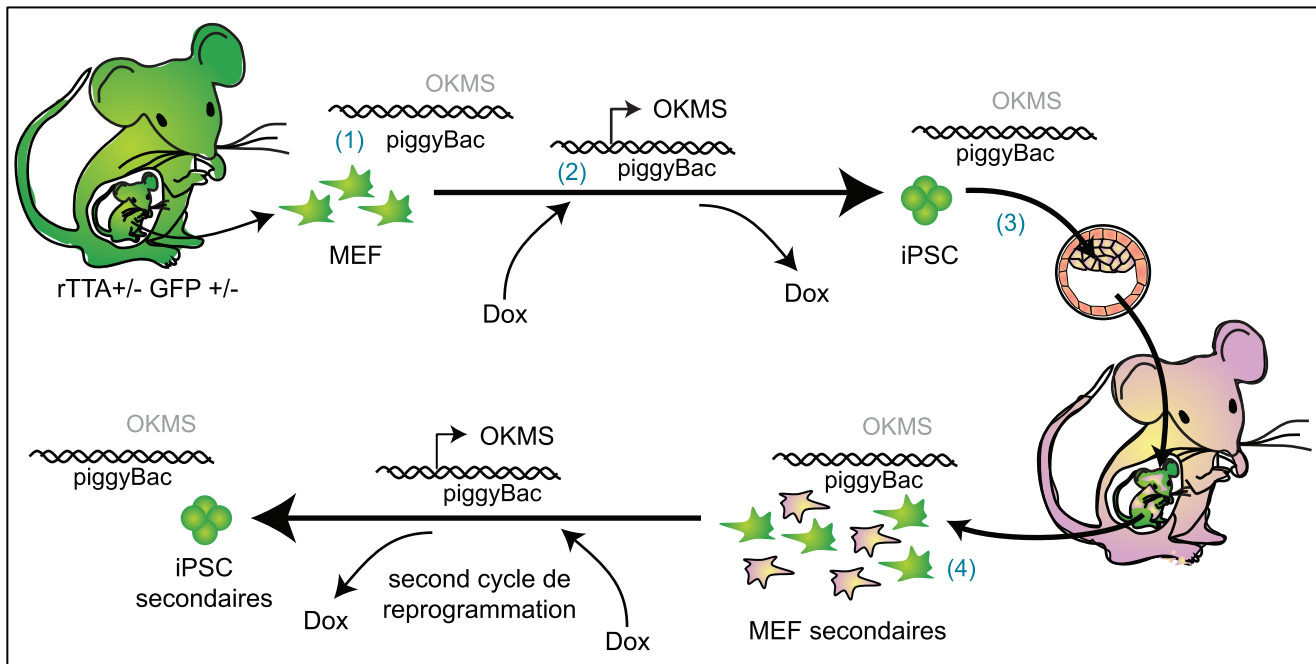 OKMS
(1)
piggyBac
MEF
rTTA+/- GFP +/-
OKMS
(2)
piggyBac
Dox
Dox
OKMS
piggyBac
iPSC
(3)
OKMS
piggyBac
(4)
MEF secondaires
OKMS
piggyBac
second cycle de
reprogrammation
Dox
Dox
OKMS
piggyBac
iPSC
secondaires